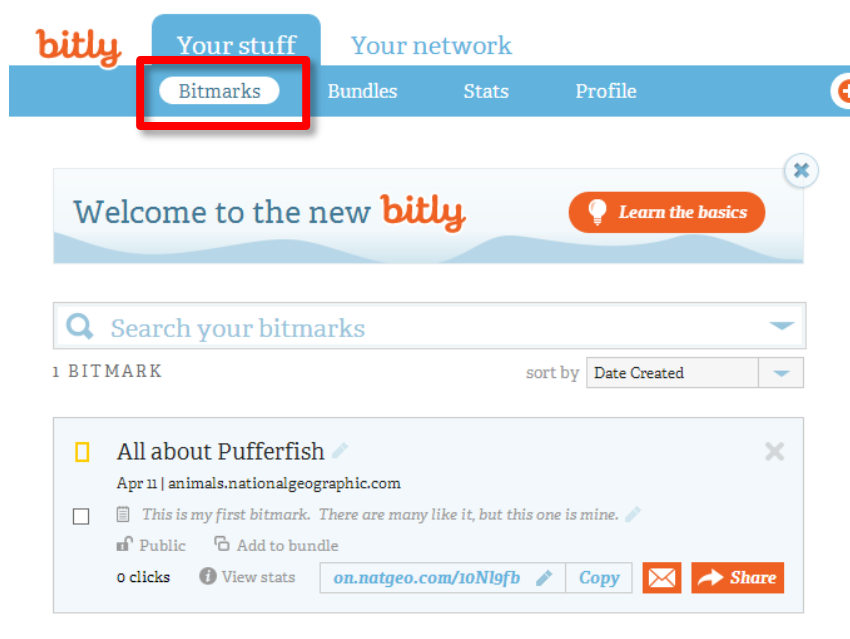 bitly Your stuff Your network
Bitmarks Bundles Stats Profile
Welcome to the new bitly Learn the basics
Search your bitmarks
1 BITMARK sort by Date Created
All about Pufferfish
Apr 11 | animals.nationalgeographic.com
This is my first bitmark. There are many like it, but this one is mine.
Public Add to bundle
0 clicks View stats on.natgeo.com/10Nl9fb Copy Share